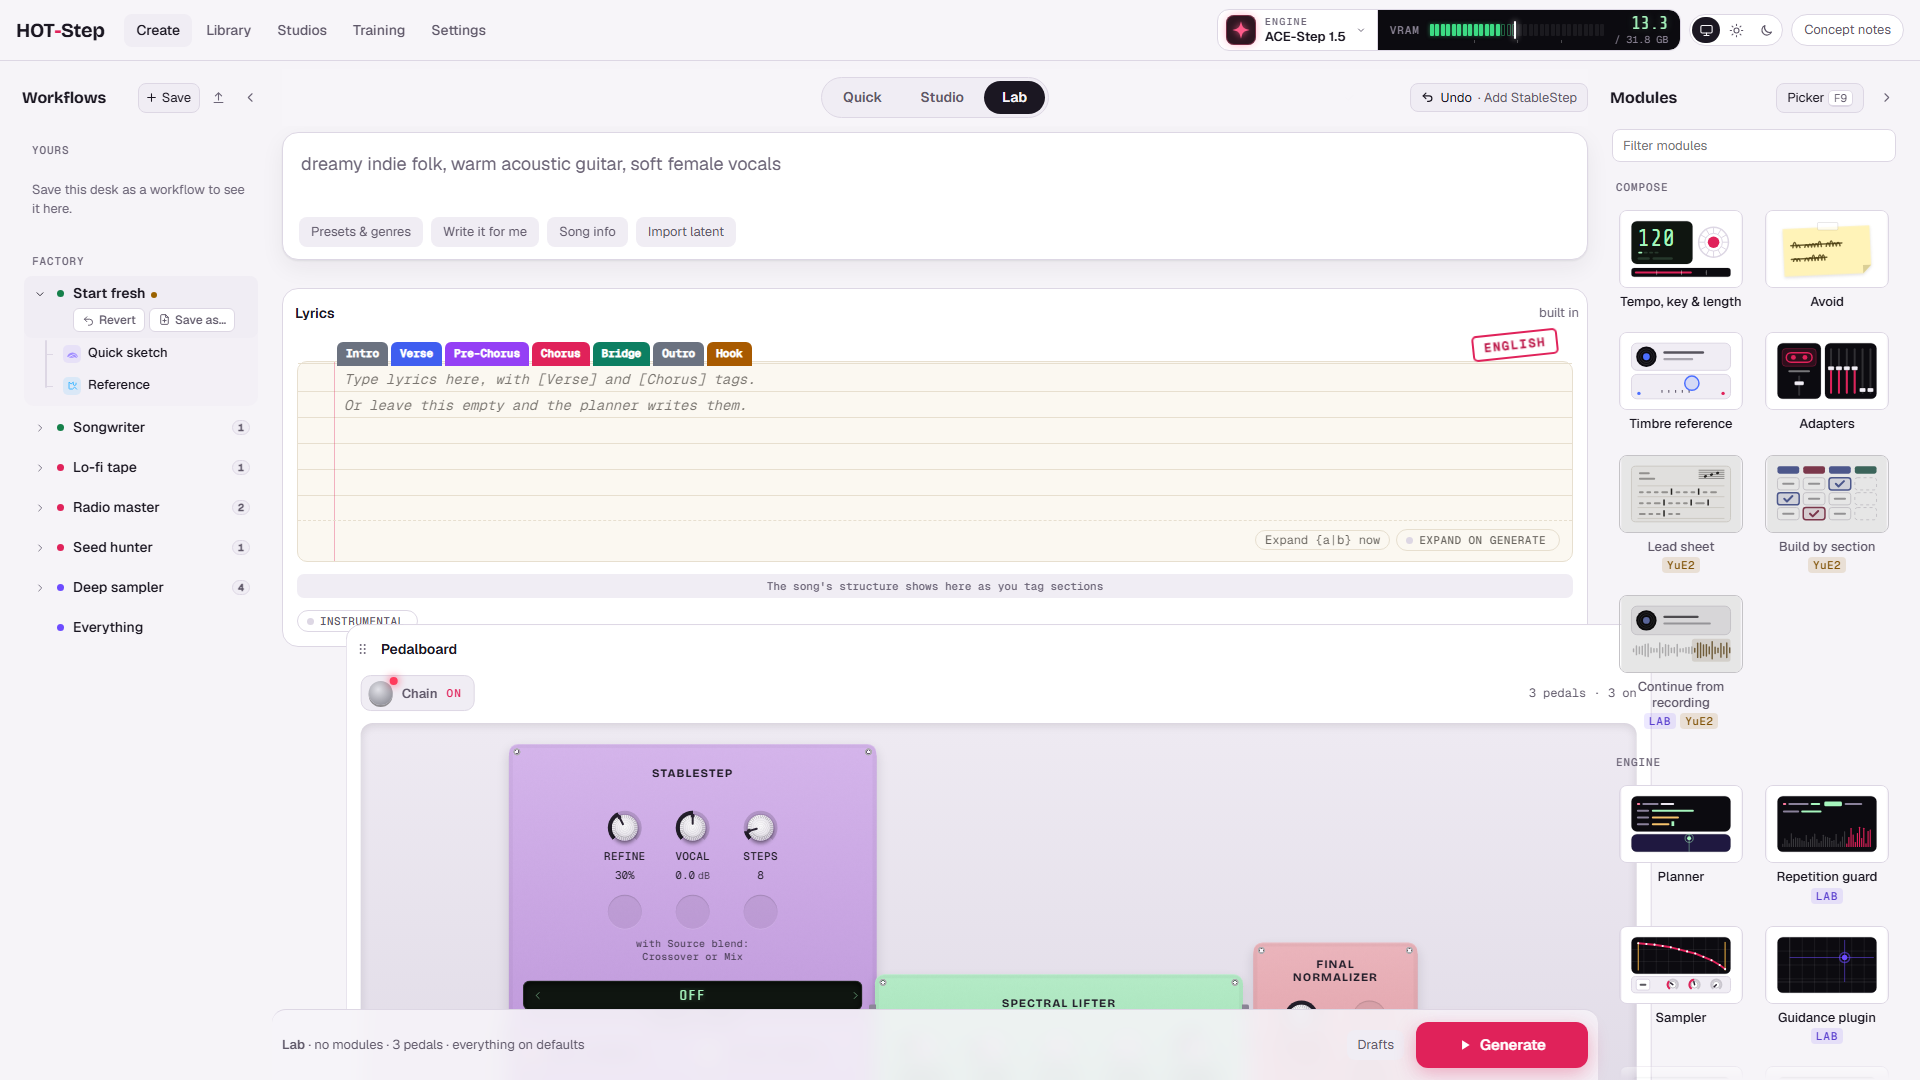 HOT-Step
Create
Library
Studios
Training
Settings
ENGINE
ACE-Step 1.5
VRAM
13.3
/ 31.8 GB
Concept notes
Workflows
+ Save
Quick
Studio
Lab
Undo · Add StableStep
Modules
Picker F9
YOURS
Save this desk as a workflow to see
it here.
FACTORY
Start fresh
Revert
Save as...
Quick sketch
Reference
Songwriter 1
Lo-fi tape 1
Radio master 2
Seed hunter 1
Deep sampler 4
Everything
dreamy indie folk, warm acoustic guitar, soft female vocals
Presets & genres
Write it for me
Song info
Import latent
Lyrics
built in
Intro
Verse
Pre-Chorus
Chorus
Bridge
Outro
Hook
ENGLISH
Type lyrics here, with [Verse] and [Chorus] tags.
Or leave this empty and the planner writes them.
Expand {a|b} now
EXPAND ON GENERATE
The song's structure shows here as you tag sections
INSTRUMENTAL
Pedalboard
Chain ON
3 pedals · 3 on
STABLESTEP
REFINE
VOCAL
STEPS
30%
0.0 dB
8
with Source blend:
Crossover or Mix
OFF
SPECTRAL LIFTER
FINAL
NORMALIZER
Lab · no modules · 3 pedals · everything on defaults
Drafts
Generate
Filter modules
COMPOSE
120
Tempo, key & length
Avoid
Timbre reference
Adapters
Lead sheet
YuE2
Build by section
YuE2
Continue from
recording
LAB YuE2
ENGINE
Planner
Repetition guard
LAB
Sampler
Guidance plugin
LAB